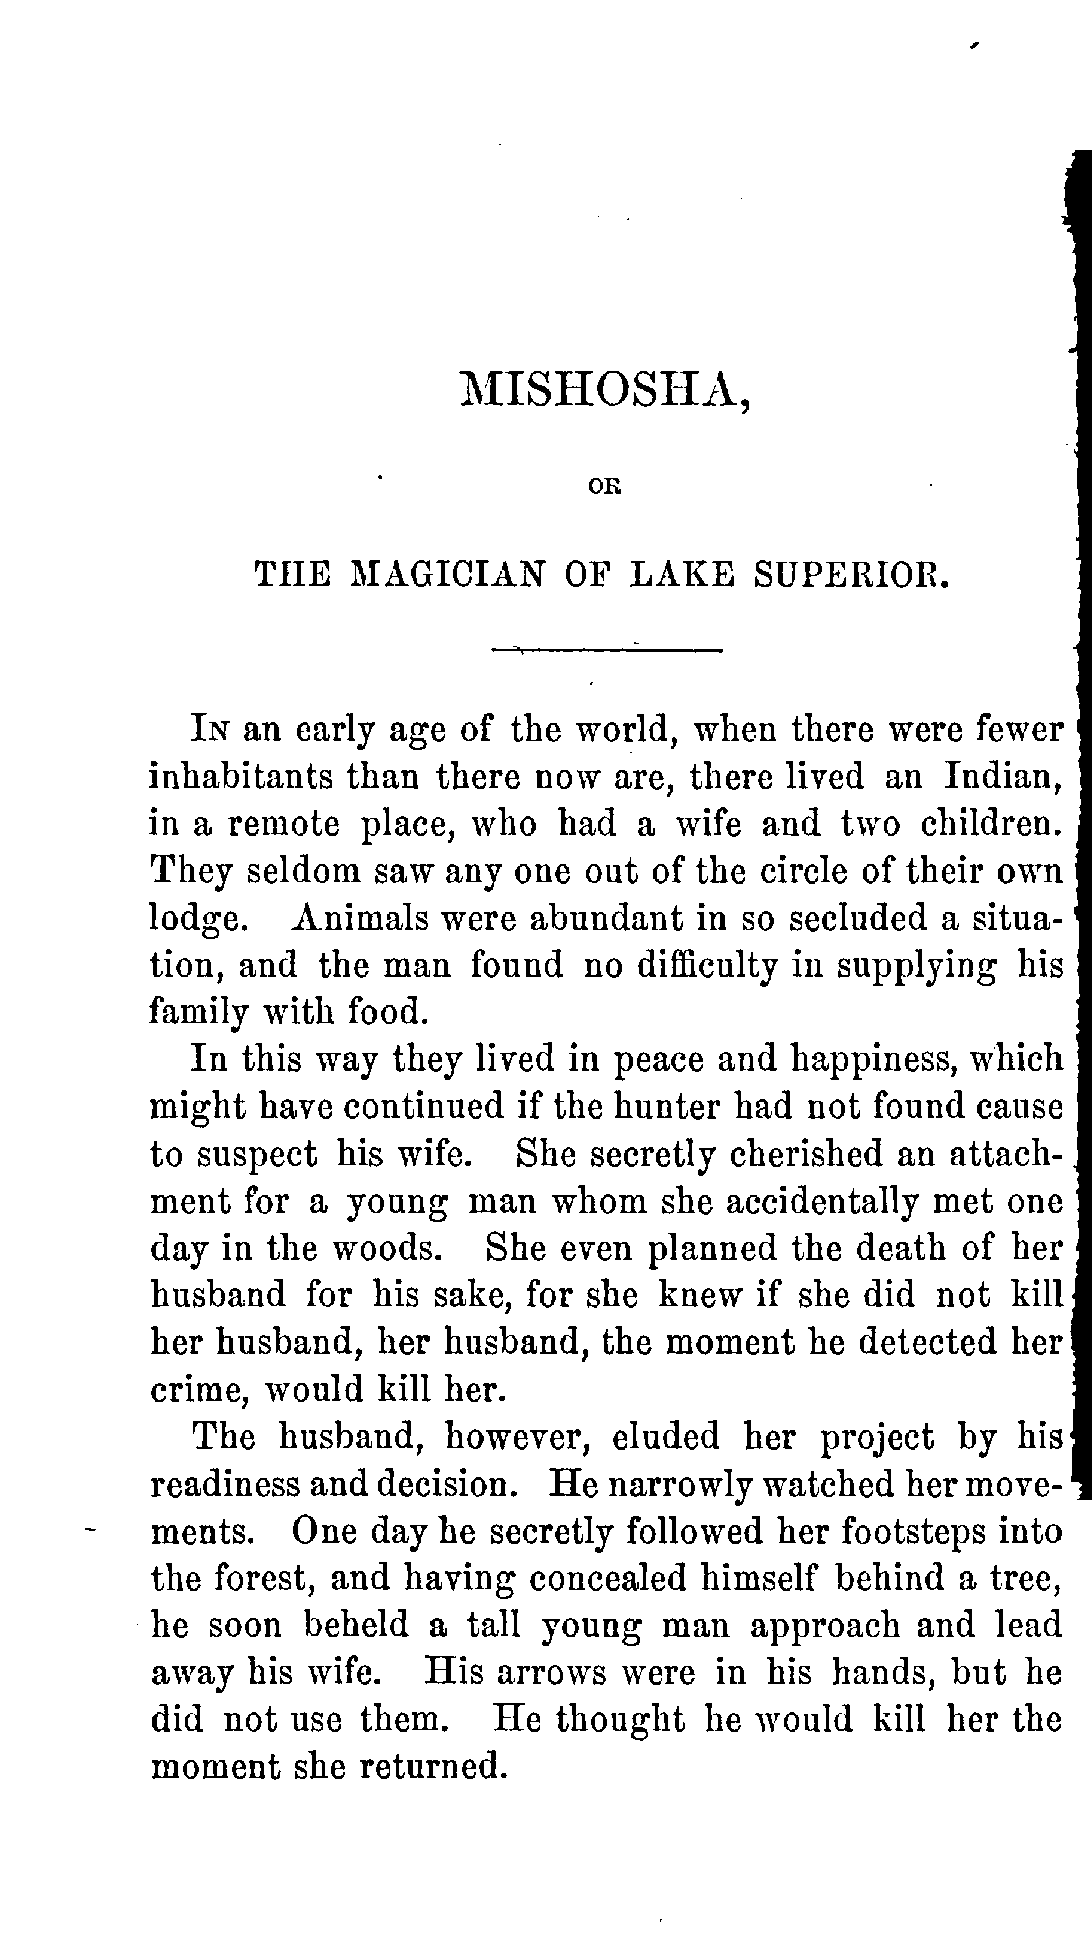 MISHOSHA,
OR
THE MAGICIAN OF LAKE SUPERIOR.
In an early age of the world, when there were fewer
inhabitants than there now are, there lived an Indian,
in a remote place, who had a wife and two children.
They seldom saw any one out of the circle of their own
lodge. Animals were abundant in so secluded a situa-
tion, and the man found no difficulty in supplying his
family with food.
In this way they lived in peace and happiness, which
might have continued if the hunter had not found cause
to suspect his wife. She secretly cherished an attach-
ment for a young man whom she accidentally met one
day in the woods. She even planned the death of her
husband for his sake, for she knew if she did not kill
her husband, her husband, the moment he detected her
crime, would kill her.
The husband, however, eluded her project by his
readiness and decision. He narrowly watched her move-
ments. One day he secretly followed her footsteps into
the forest, and having concealed himself behind a tree,
he soon beheld a tall young man approach and lead
away his wife. His arrows were in his hands, but he
did not use them. He thought he would kill her the
moment she returned.